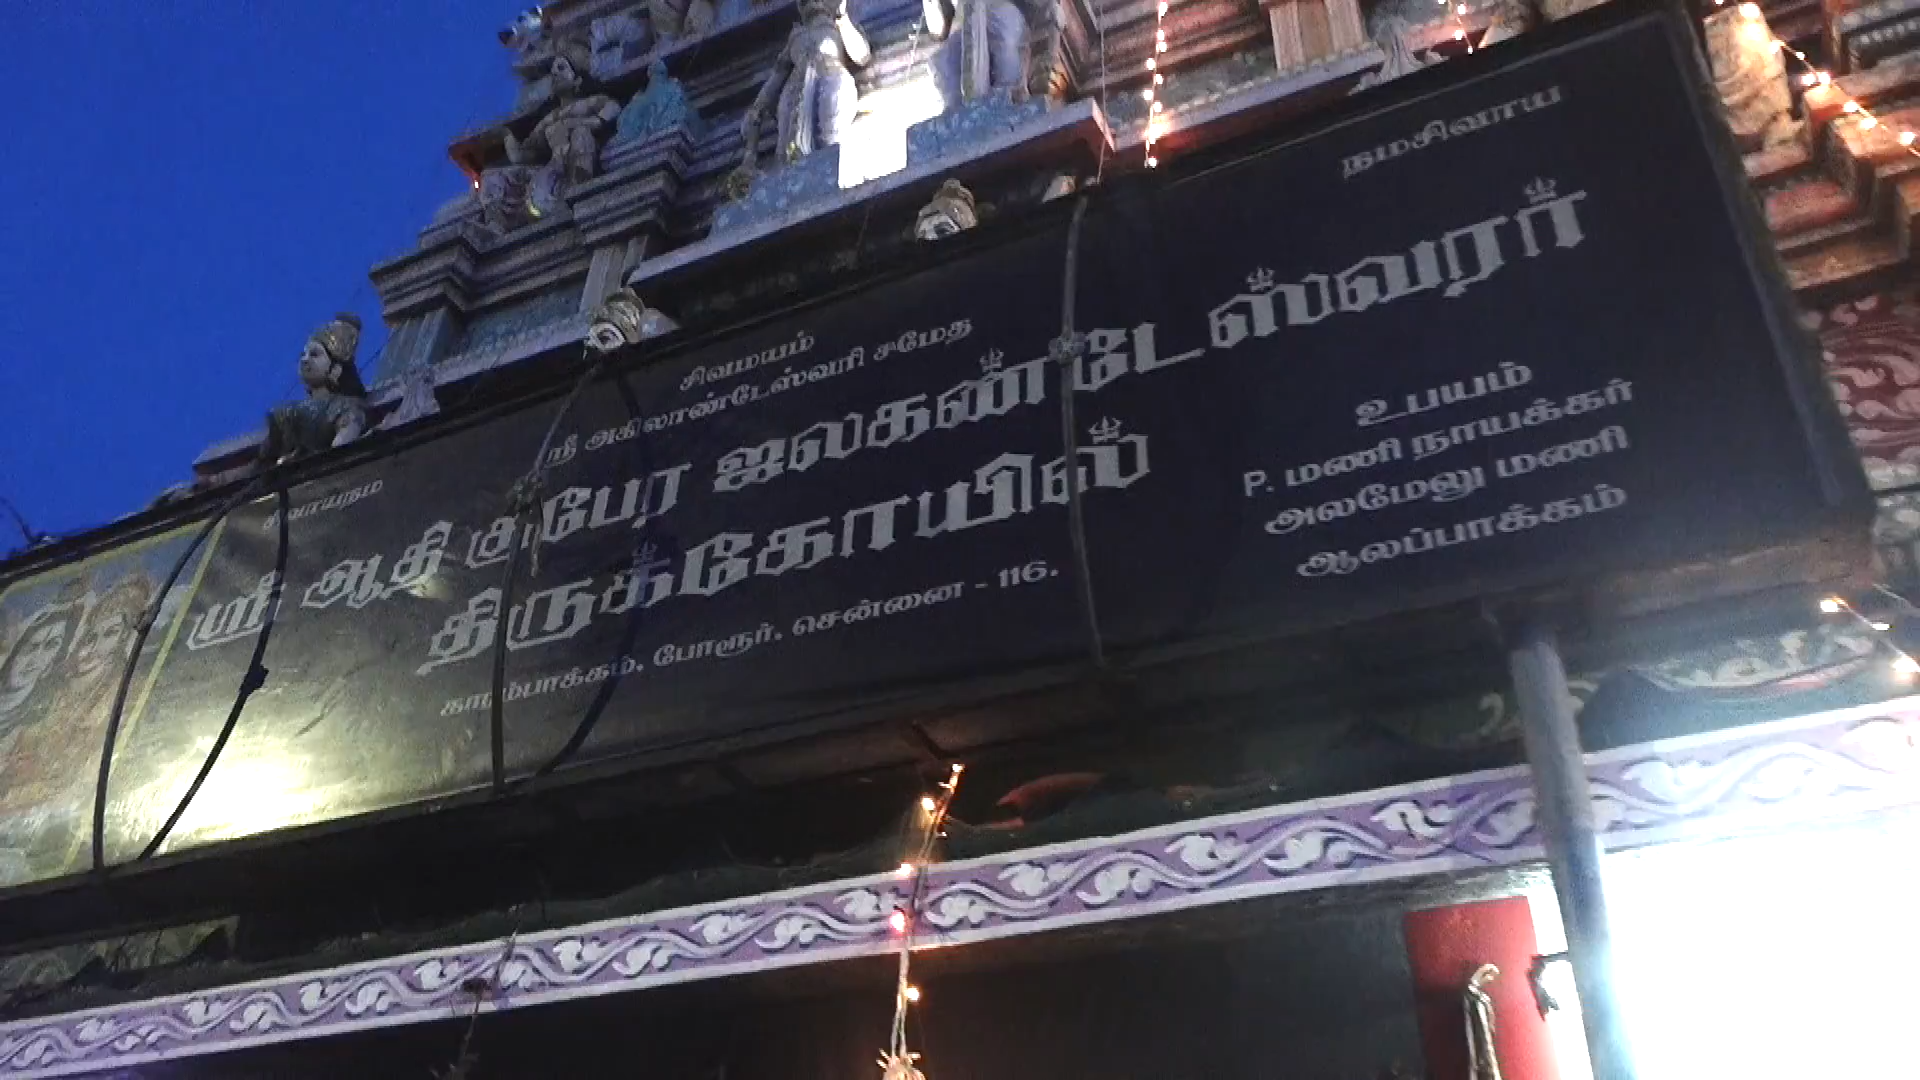 சிவமயம்
சிவாயநம
நமசிவாய
ஸ்ரீ அகிலாண்டேஸ்வரி சமேத
ஸ்ரீ ஆதி குபேர ஜலகண்டேஸ்வரர்
திருக்கோயில்
காரம்பாக்கம், போரூர், சென்னை - 116.
உபயம்
P. மணி நாயக்கர்
அலமேலு மணி
ஆலப்பாக்கம்